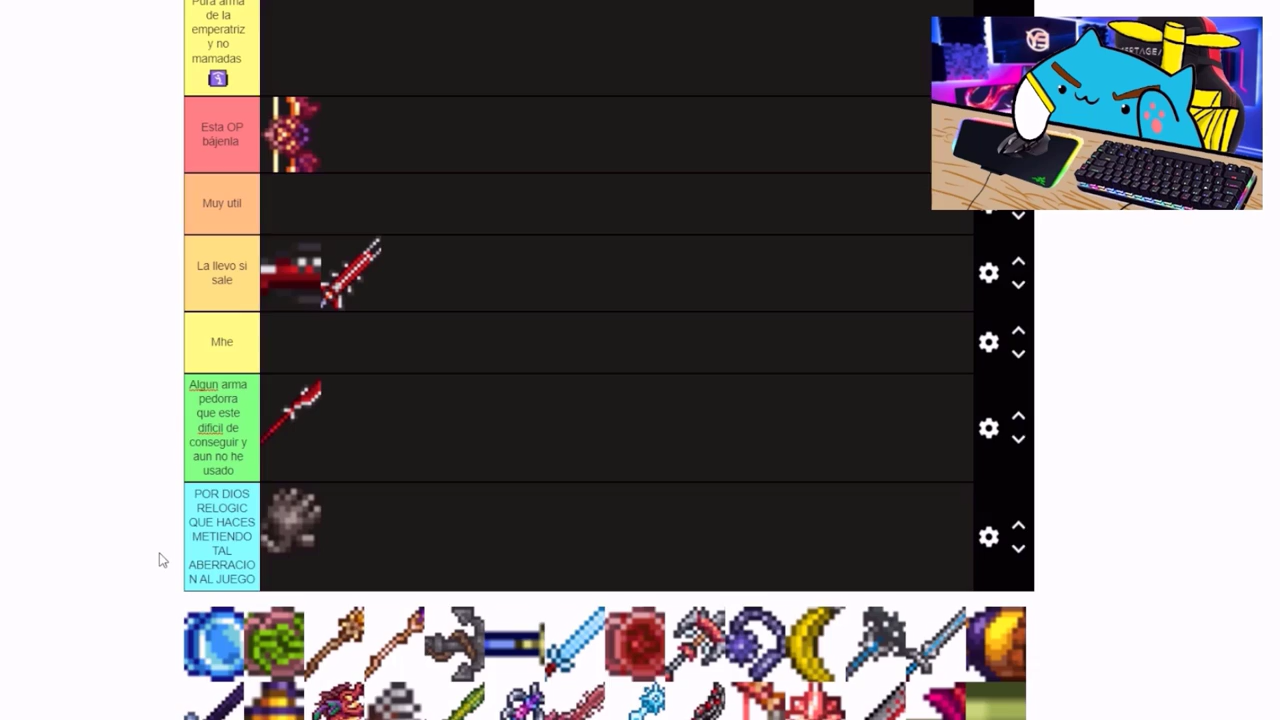 Pura arma
de la
emperatriz
y no
mamadas
Esta OP
bájenla
Muy util
La llevo si
sale
Mhe
Algun arma
pedorra
que este
dificil de
conseguir y
aun no he
usado
POR DIOS
RELOGIC
QUE HACES
METIENDO
TAL
ABERRACIO
N AL JUEGO